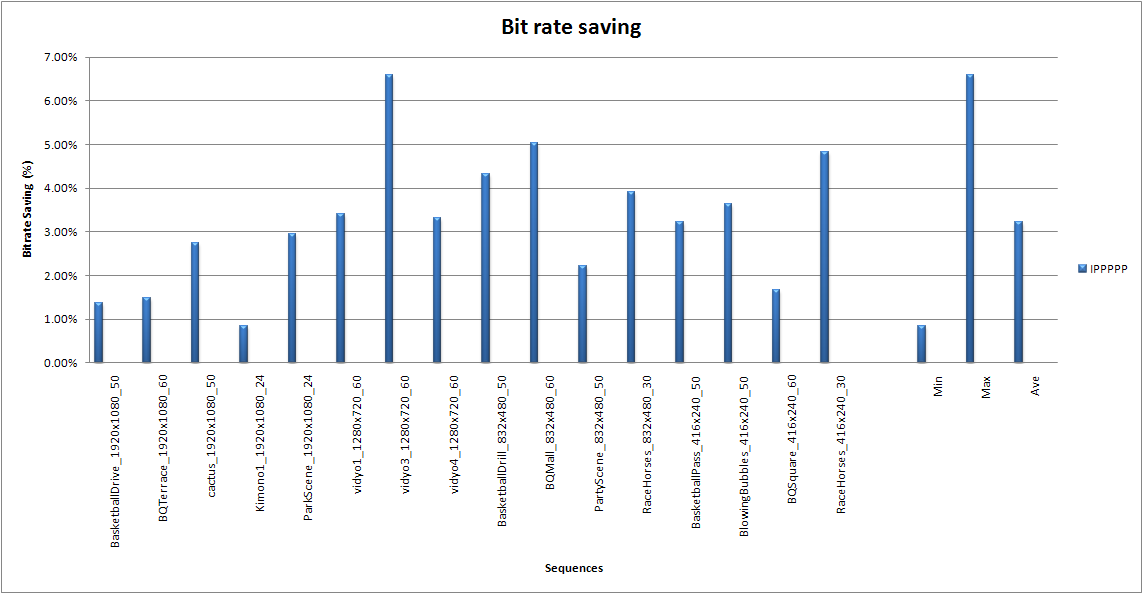 Bit rate saving
7.00%
6.00%
5.00%
4.00%
3.00%
2.00%
1.00%
0.00%
Bitrate Saving (%)
BasketballDrive_1920x1080_50
BQTerrace_1920x1080_60
cactus_1920x1080_50
Kimono1_1920x1080_24
ParkScene_1920x1080_24
vidyo1_1280x720_60
vidyo3_1280x720_60
vidyo4_1280x720_60
BasketballDrill_832x480_50
BQMall_832x480_60
PartyScene_832x480_50
RaceHorses_832x480_30
BasketballPass_416x240_50
BlowingBubbles_416x240_50
BQSquare_416x240_60
RaceHorses_416x240_30
Min
Max
Ave
Sequences
IPPPPP